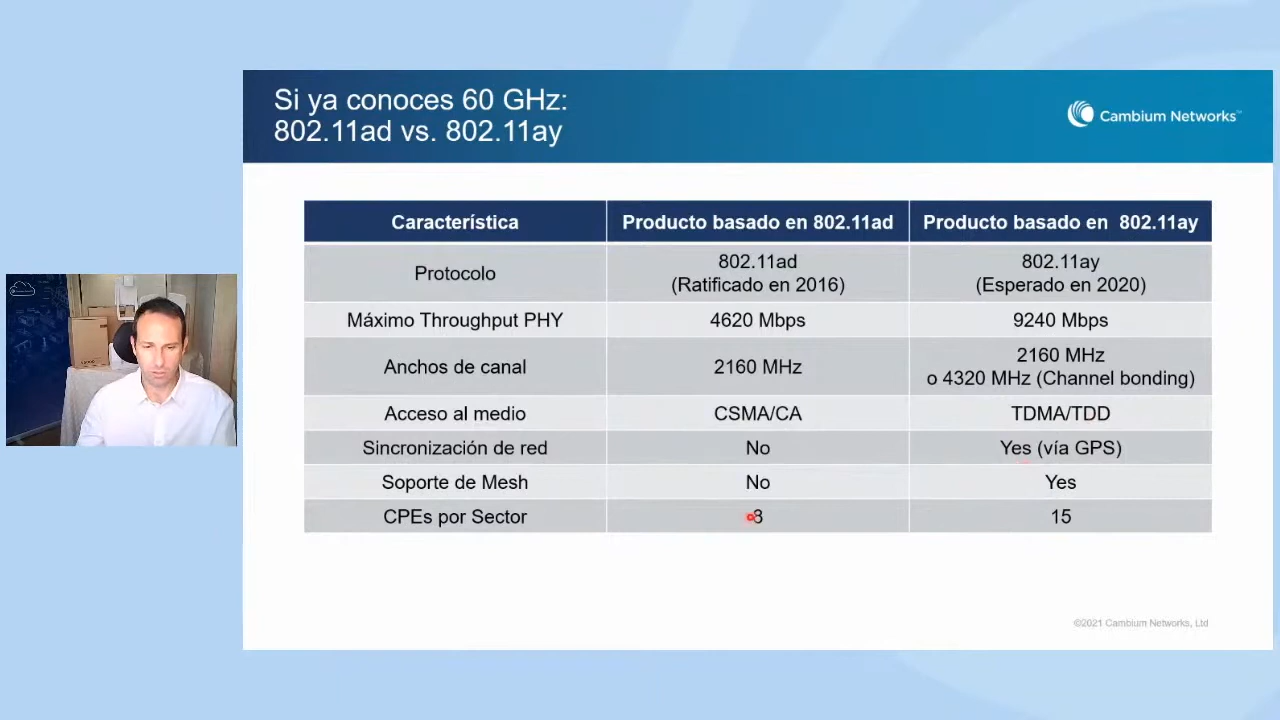 Si ya conoces 60 GHz:
802.11ad vs. 802.11ay
Cambium Networks™
Característica Producto basado en 802.11ad Producto basado en 802.11ay
Protocolo 802.11ad (Ratificado en 2016) 802.11ay (Esperado en 2020)
Máximo Throughput PHY 4620 Mbps 9240 Mbps
Anchos de canal 2160 MHz 2160 MHz o 4320 MHz (Channel bonding)
Acceso al medio CSMA/CA TDMA/TDD
Sincronización de red No Yes (vía GPS)
Soporte de Mesh No Yes
CPEs por Sector 8 15
©2021 Cambium Networks, Ltd